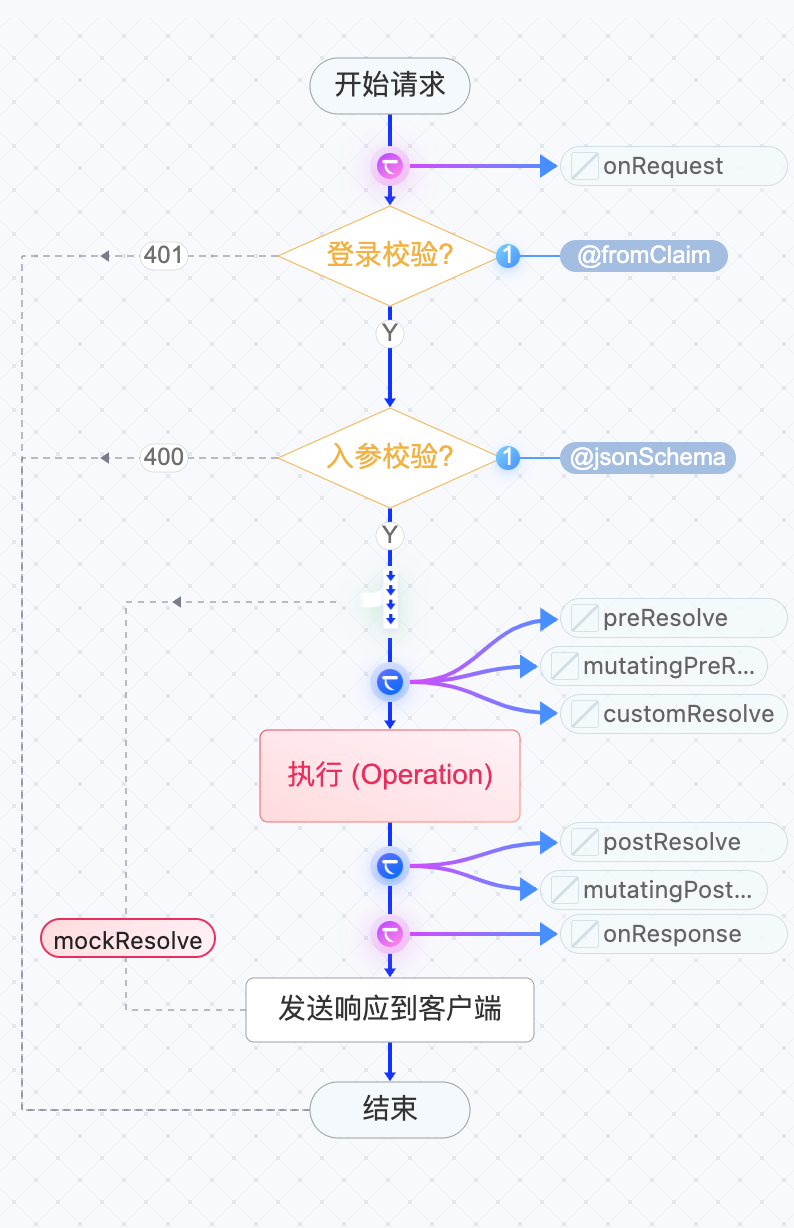 开始请求
onRequest
401
登录校验?
1
@fromClaim
Y
400
入参校验?
1
@jsonSchema
Y
preResolve
mutatingPreR...
customResolve
执行 (Operation)
postResolve
mutatingPost...
mockResolve
onResponse
发送响应到客户端
结束